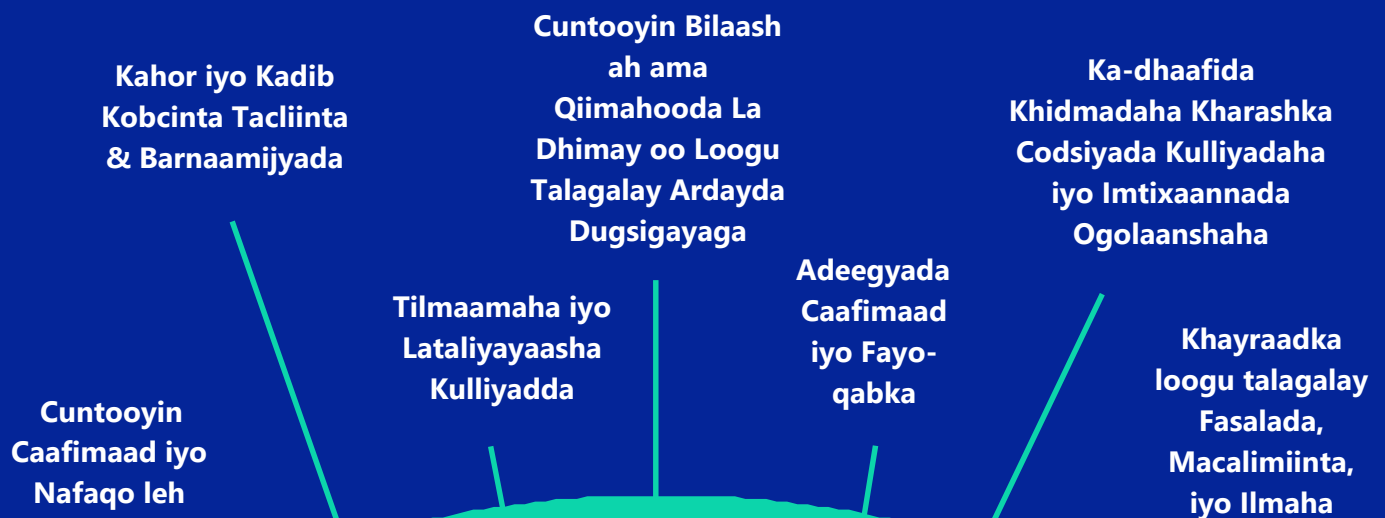 Kahor iyo Kadib
Kobcinta Tacliinta
& Barnaamijyada
Cuntooyin Bilaash
ah ama
Qiimahooda La
Dhimay oo Loogu
Talagalay Ardayda
Dugsigayaga
Ka-dhaafida
Khidmadaha Kharashka
Codsiyada Kulliyadaha
iyo Imtixaannada
Ogolaanshaha
Tilmaamaha iyo
Lataliyayaasha
Kulliyadda
Adeegyada
Caafimaad
iyo Fayo-
qabka
Cuntooyin
Caafimaad iyo
Nafaqo leh
Khayraadka
loogu talagalay
Fasalada,
Macalimiinta,
iyo Ilmaha